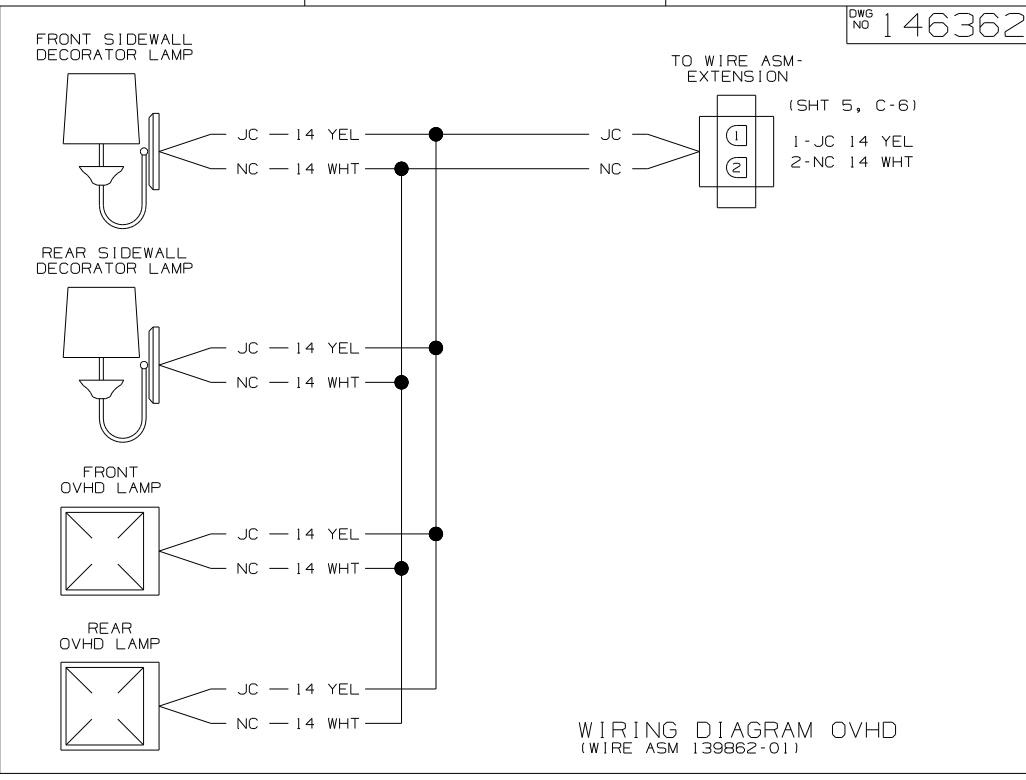 DWG
NO 146362
FRONT SIDEWALL
DECORATOR LAMP
JC 14 YEL
NC 14 WHT
JC
NC
TO WIRE ASM-
EXTENSION
(SHT 5, C-6)
1
2
1-JC 14 YEL
2-NC 14 WHT
REAR SIDEWALL
DECORATOR LAMP
JC 14 YEL
NC 14 WHT
FRONT
OVHD LAMP
JC 14 YEL
NC 14 WHT
REAR
OVHD LAMP
JC 14 YEL
NC 14 WHT
WIRING DIAGRAM OVHD
(WIRE ASM 139862-01)